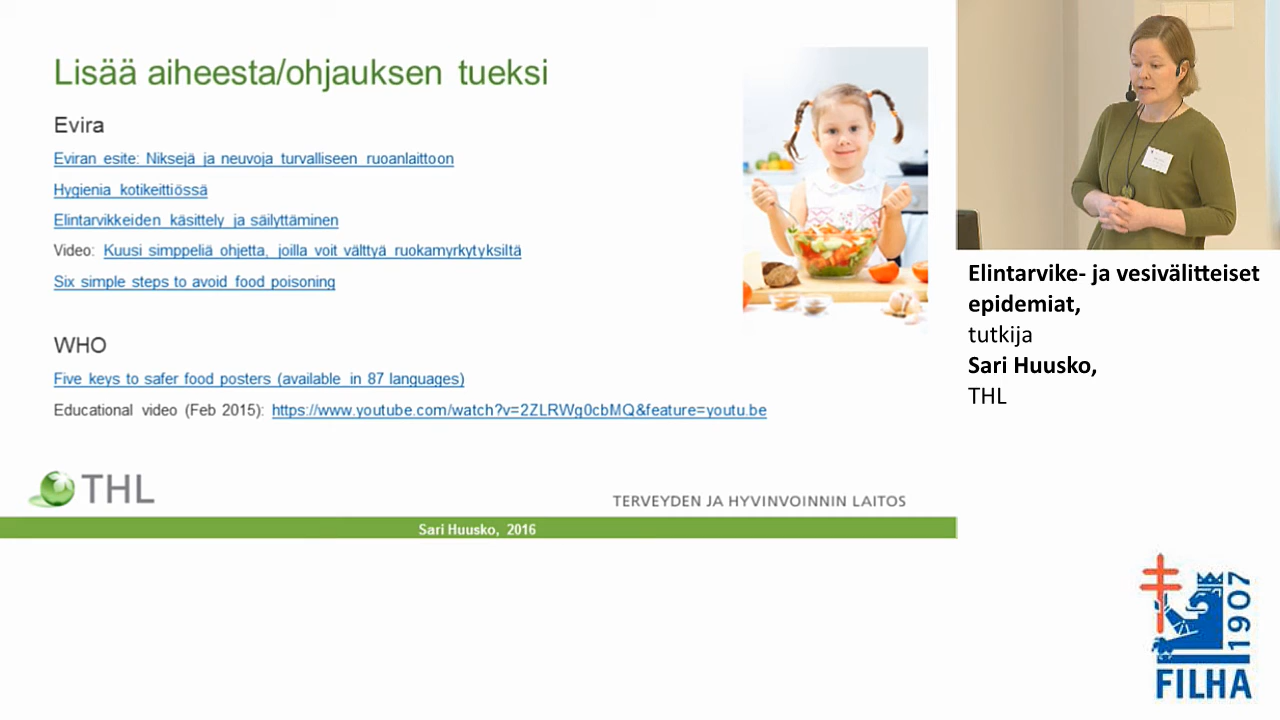 Lisää aiheesta/ohjauksen tueksi
Evira
Eviran esite: Niksejä ja neuvoja turvalliseen ruoanlaittoon
Hygienia kotikeittiössä
Elintarvikkeiden käsittely ja säilyttäminen
Video: Kuusi simppeliä ohjetta, joilla voit välttyä ruokamyrkytyksiltä
Six simple steps to avoid food poisoning
WHO
Five keys to safer food posters (available in 87 languages)
Educational video (Feb 2015): https://www.youtube.com/watch?v=2ZLRWg0cbMQ&feature=youtu.be
THL
TERVEYDEN JA HYVINVOINNIN LAITOS
Sari Huusko, 2016
Elintarvike- ja vesivälitteiset
epidemiat,
tutkija
Sari Huusko,
THL
1907
FILHA